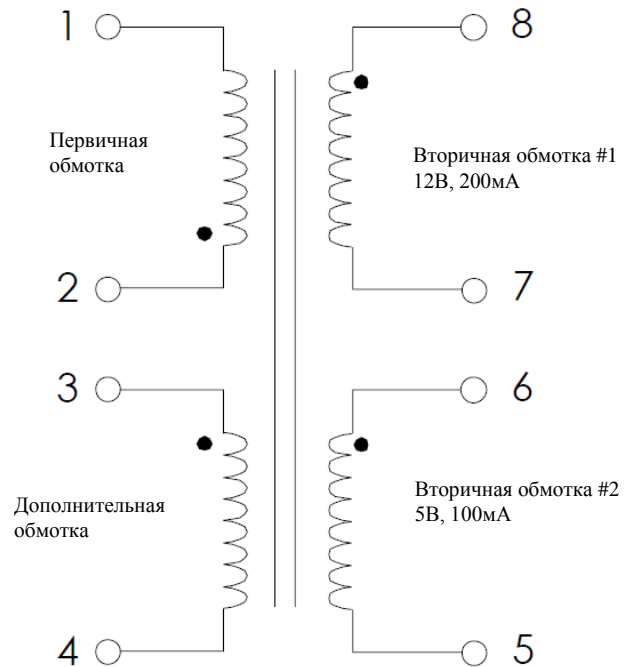 1
8
Первичная
обмотка
Вторичная обмотка #1
12В, 200мА
2
7
3
6
Дополнительная
обмотка
Вторичная обмотка #2
5В, 100мА
4
5